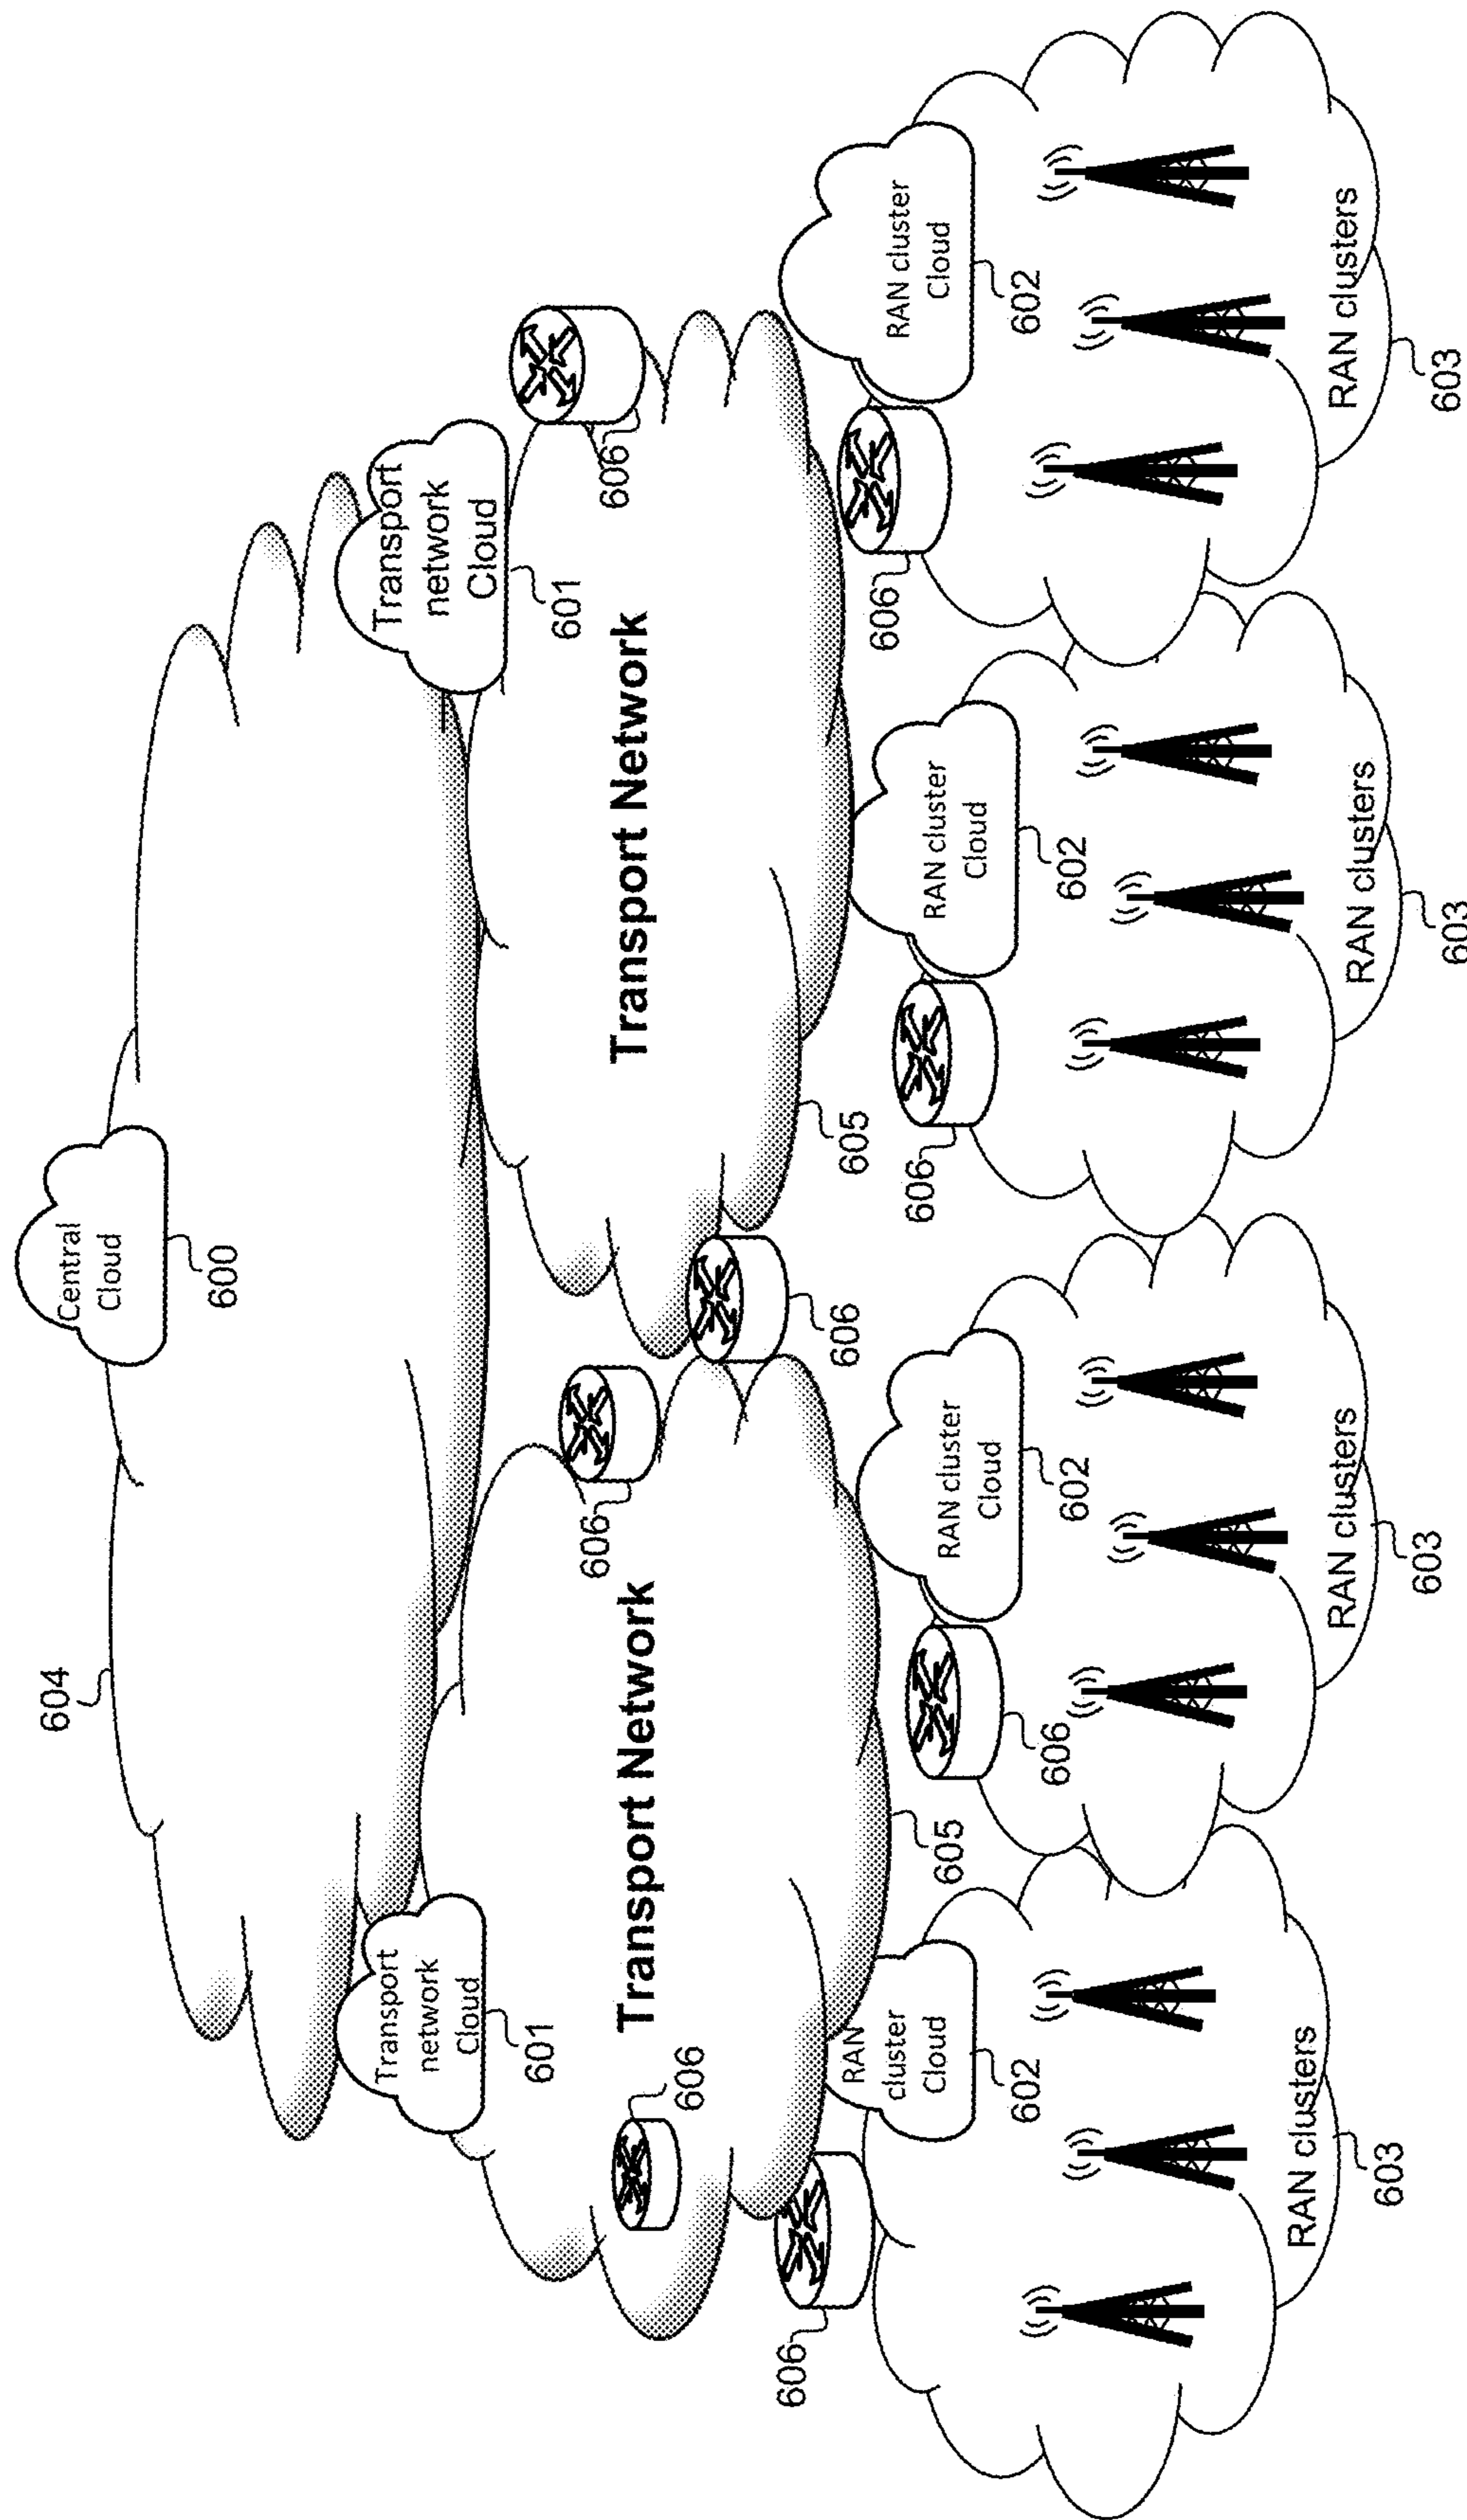 Central
Cloud
600
604
Transport
network
Cloud
601
Transport
network
Cloud
601
606
Transport Network
606
606
Transport Network
606
606
605
605
606
RAN
cluster
Cloud
602
606
RAN cluster
Cloud
602
606
RAN cluster
Cloud
602
606
RAN cluster
Cloud
602
RAN clusters
603
RAN clusters
603
RAN clusters
603
RAN clusters
603